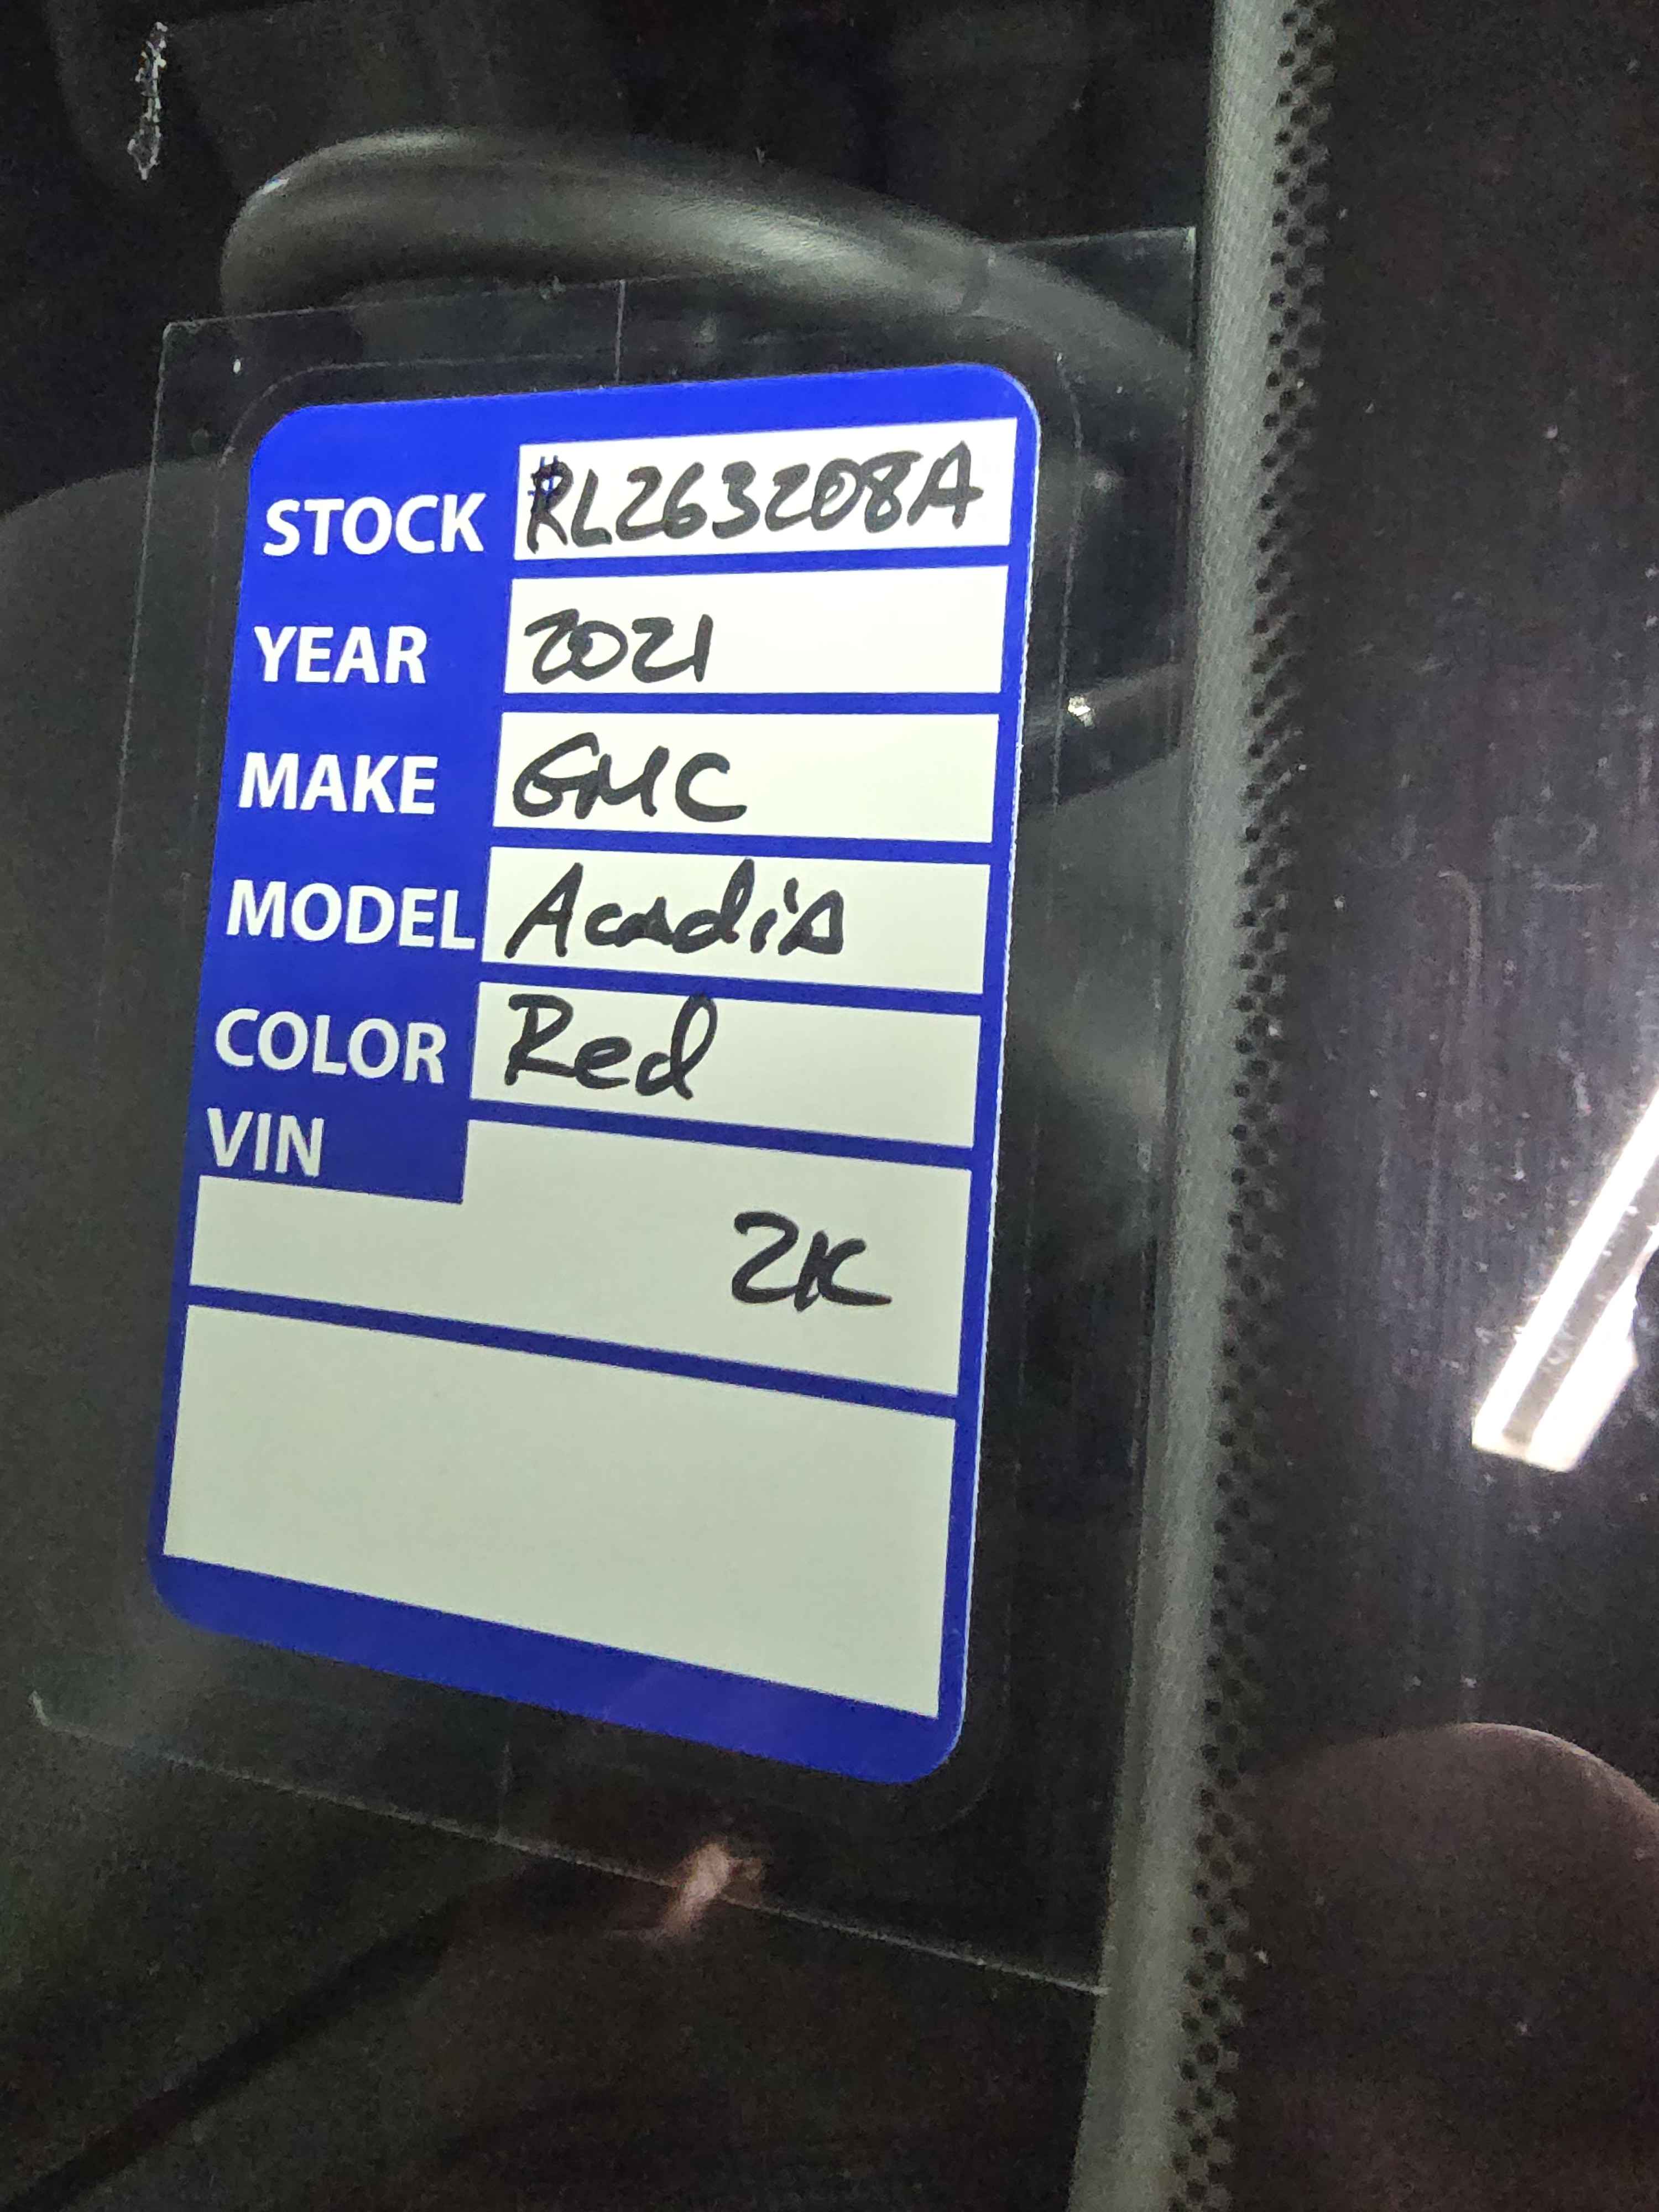 STOCK #RL263208A
YEAR 2021
MAKE GMC
MODEL Acadia
COLOR Red
VIN
2K